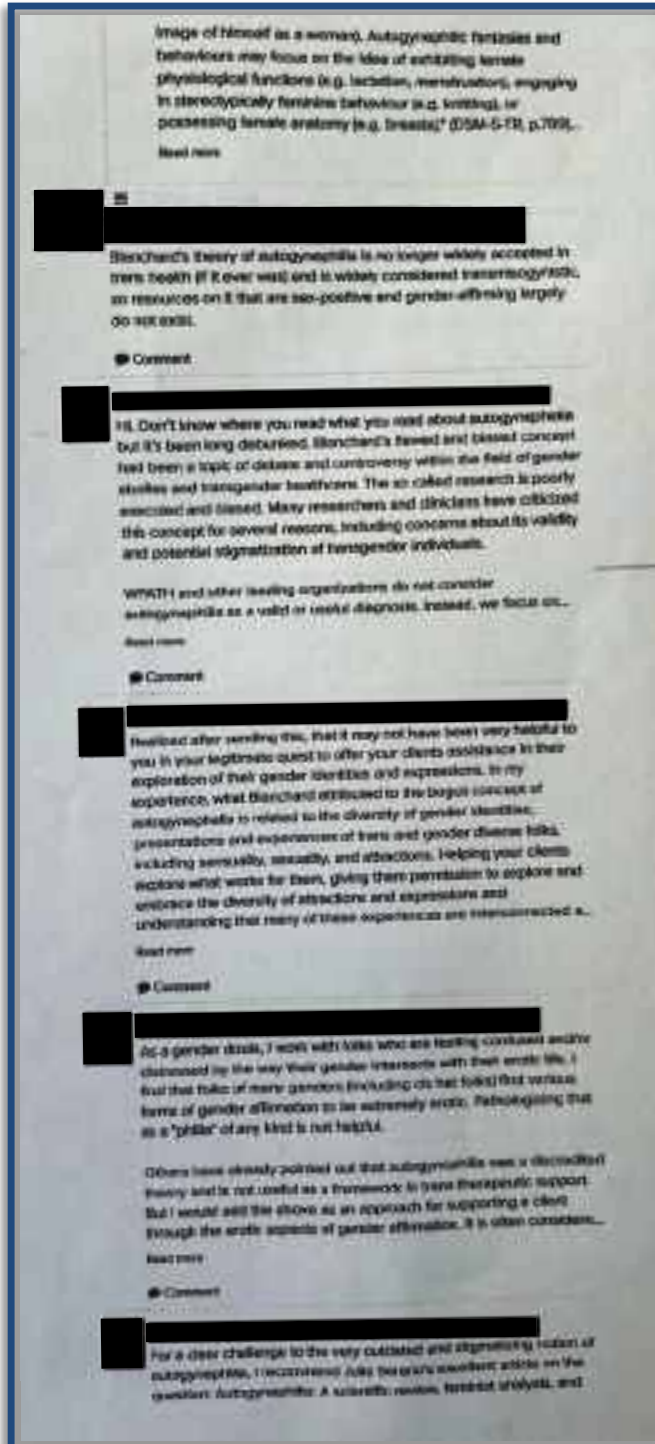 image of himself as a woman). Autogynephilic fantasies and
behaviours may focus on the idea of exhibiting female
physiological functions (e.g. lactation, menstruation), engaging
in stereotypically feminine behaviour (e.g. knitting), or
possessing female anatomy (e.g. breasts)" (DSM-5-TR, p.799)...
Read more
Blanchard's theory of autogynephilia is no longer widely accepted in
trans health (if it ever was) and is widely considered transmisogynistic,
so resources on it that are sex-positive and gender-affirming largely
do not exist.
Comment
Hi. Don't know where you read what you read about autogynephelia
but it's been long debunked. Blanchard's flawed and biased concept
had been a topic of debate and controversy within the field of gender
studies and transgender healthcare. The so called research is poorly
executed and biased. Many researchers and clinicians have criticized
this concept for several reasons, including concerns about its validity
and potential stigmatization of transgender individuals.
WPATH and other leading organizations do not consider
autogynephilia as a valid or useful diagnosis. Instead, we focus on...
Read more
Comment
Realized after sending this, that it may not have been very helpful to
you in your legitimate quest to offer your clients assistance in their
exploration of their gender identities and expressions. In my
experience, what Blanchard attributed to the bogus concept of
autogynephelia is related to the diversity of gender identities,
presentations and experiences of trans and gender diverse folks,
including sensuality, sexuality, and attractions. Helping your clients
explore what works for them, giving them permission to explore and
embrace the diversity of attractions and expressions and
understanding that many of these experiences are interconnected a...
Read more
Comment
As a gender doula, I work with folks who are feeling confused and/or
distressed by the way their gender intersects with their erotic life. I
find that folks of many genders (including cis het folks) find various
forms of gender affirmation to be extremely erotic. Pathologizing that
as a "philia" of any kind is not helpful.
Others have already pointed out that autogynephilia was a discredited
theory and is not useful as a framework in trans therapeutic support.
But I would add the above as an approach for supporting a client
through the erotic aspects of gender affirmation. It is often considere...
Read more
Comment
For a clear challenge to the very outdated and stigmatizing notion of
autogynephilia, I recommend Julia Serano's excellent article on the
question: Autogynephilia: A scientific review, feminist analysis, and